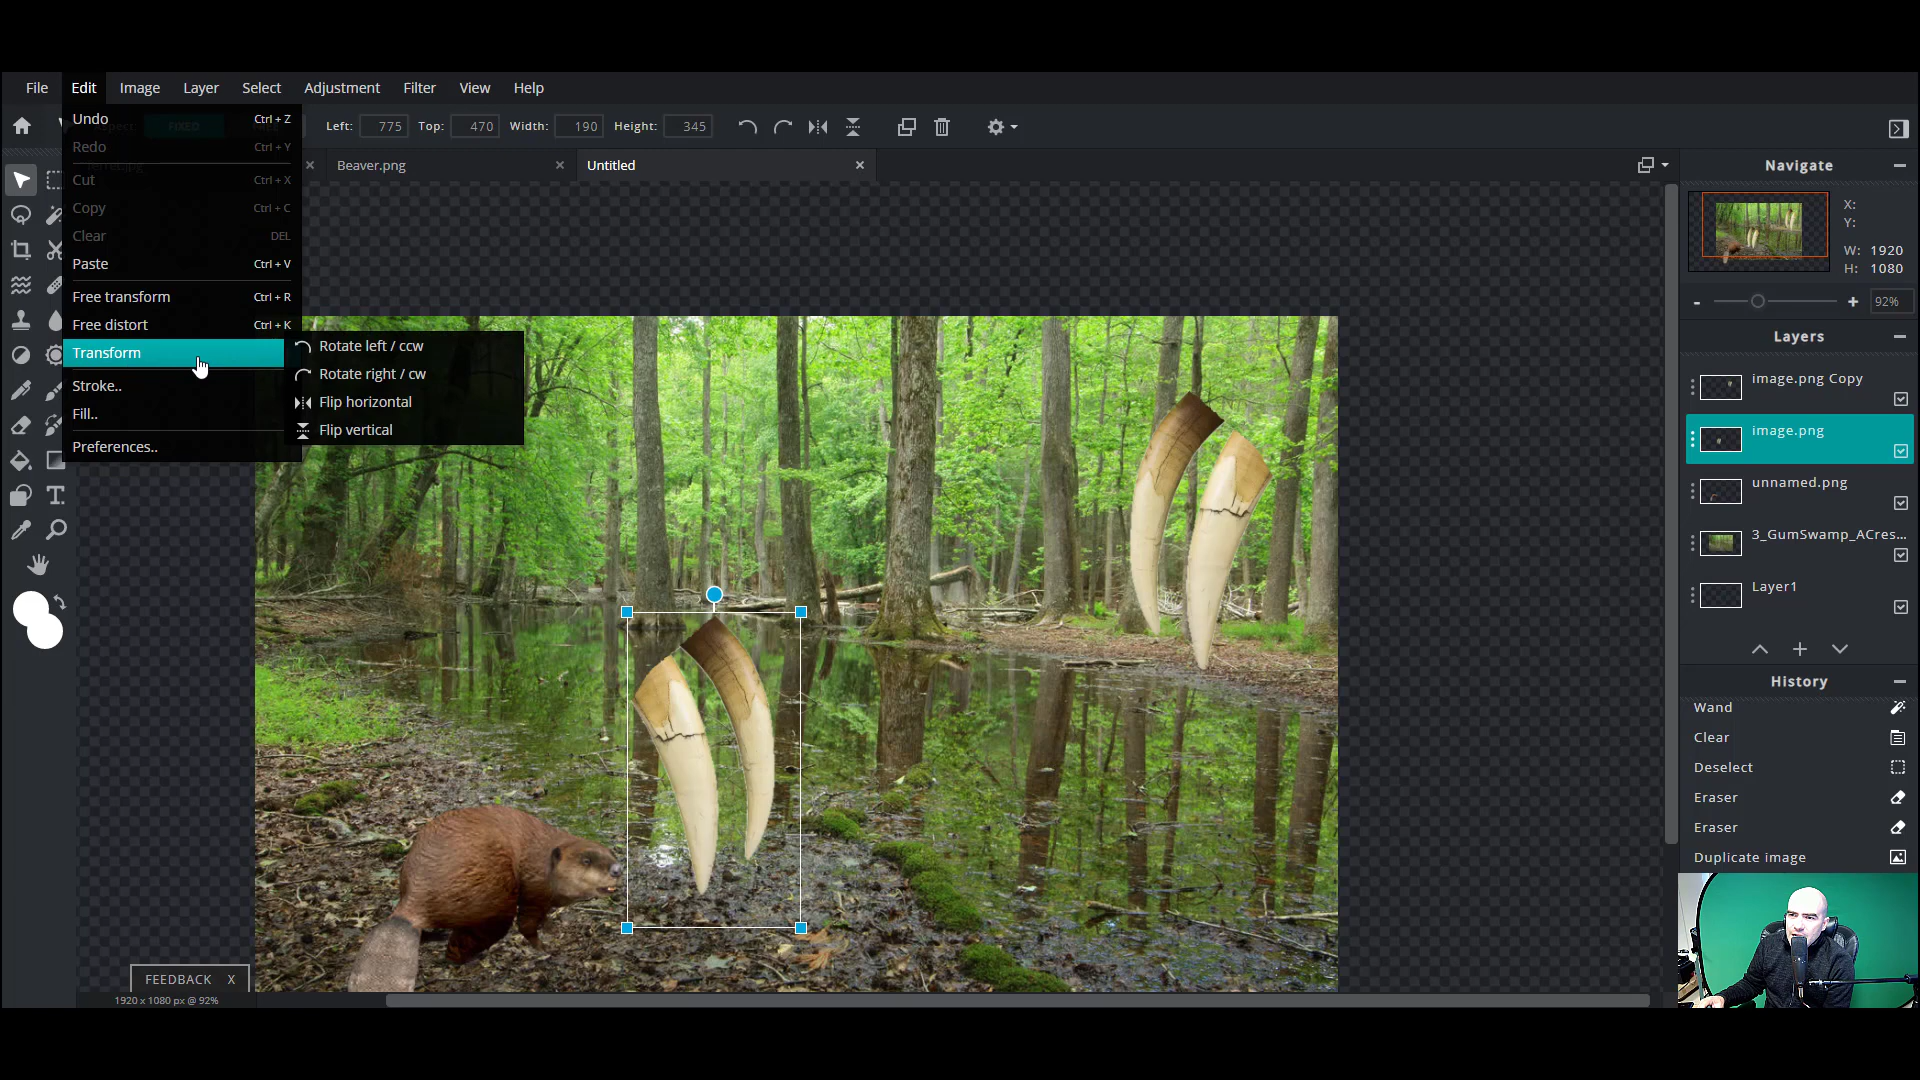 File Edit Image Layer Select Adjustment Filter View Help
Left: 775 Top: 470 Width: 190 Height: 345
Beaver.png
Untitled
Undo Ctrl + Z
Redo Ctrl + Y
Cut Ctrl + X
Copy Ctrl + C
Clear DEL
Paste Ctrl + V
Free transform Ctrl + R
Free distort Ctrl + K
Transform
Stroke..
Fill..
Preferences..
Rotate left / ccw
Rotate right / cw
Flip horizontal
Flip vertical
FEEDBACK X
1920 x 1080 px @ 92%
Navigate
X:
Y:
W: 1920
H: 1080
92%
Layers
image.png Copy
image.png
unnamed.png
3_GumSwamp_ACres...
Layer1
History
Wand
Clear
Deselect
Eraser
Eraser
Duplicate image